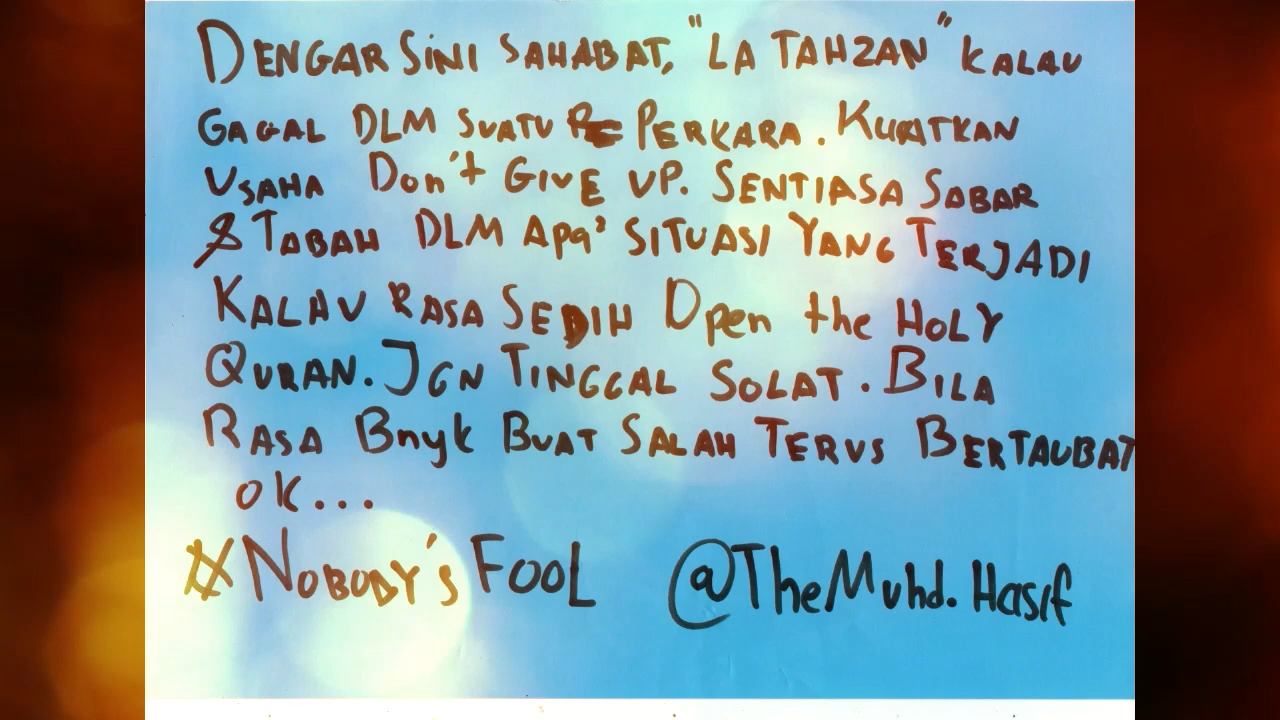 DENGAR SINI SAHABAT, "LA TAHZAN" KALAU
GAGAL DLM SUATU PERKARA. KUATKAN
USAHA Don't GIVE UP. SENTIASA SABAR
& TABAH DLM Apa² SITUASI YANG TERJADI
KALAU RASA SEDIH Open the HOLY
QURAN. JGN TINGGAL SOLAT. BILA
RASA Bnyk BUAT SALAH TERUS BERTAUBAT
OK...
#NOBODY'S FOOL @TheMuhd.Hasif